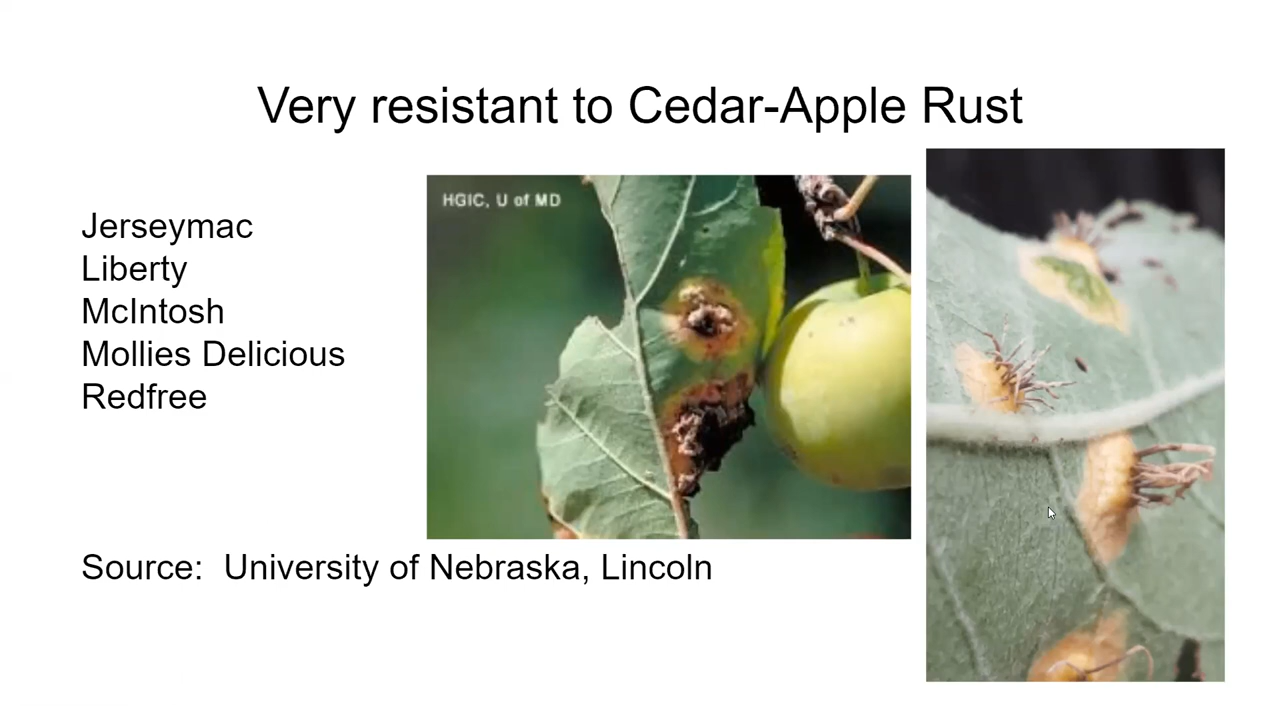 Very resistant to Cedar-Apple Rust
Jerseymac
Liberty
McIntosh
Mollies Delicious
Redfree
HGIC, U of MD
Source:  University of Nebraska, Lincoln